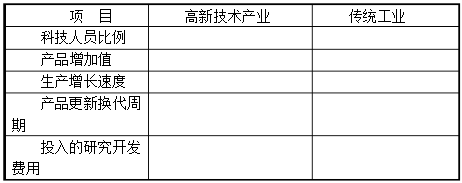 项 目 高新技术产业 传统工业
科技人员比例
产品增加值
生产增长速度
产品更新换代周
期
投入的研究开发
费用